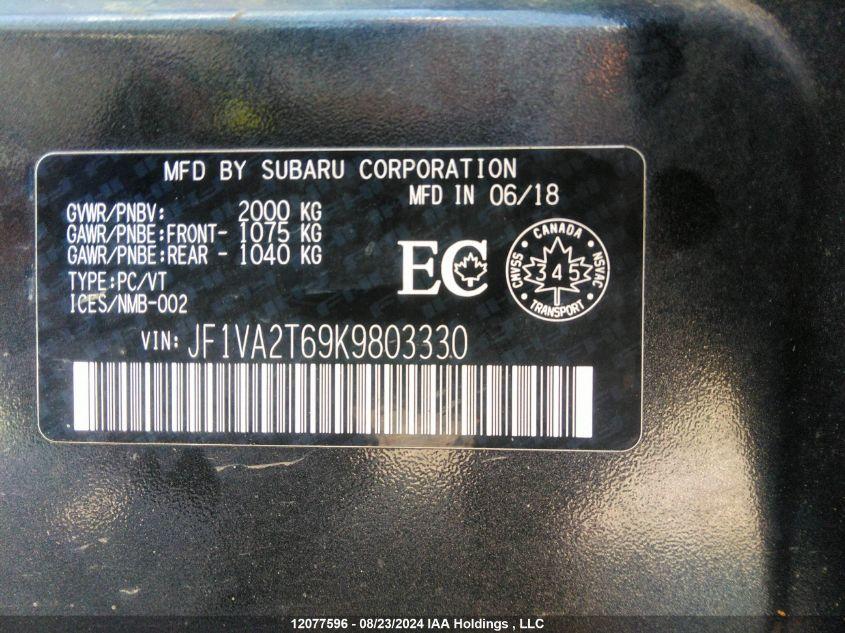 MFD BY SUBARU CORPORATION
MFD IN 06/18
GVWR/PNBV: 2000 KG
GAWR/PNBE:FRONT- 1075 KG
GAWR/PNBE:REAR - 1040 KG
TYPE:PC/VT
ICES/NMB-002
EC
CANADA
CMVSS 345 NSVAC
TRANSPORT
VIN: JF1VA2T69K9803330
12077596 - 08/23/2024 IAA Holdings , LLC